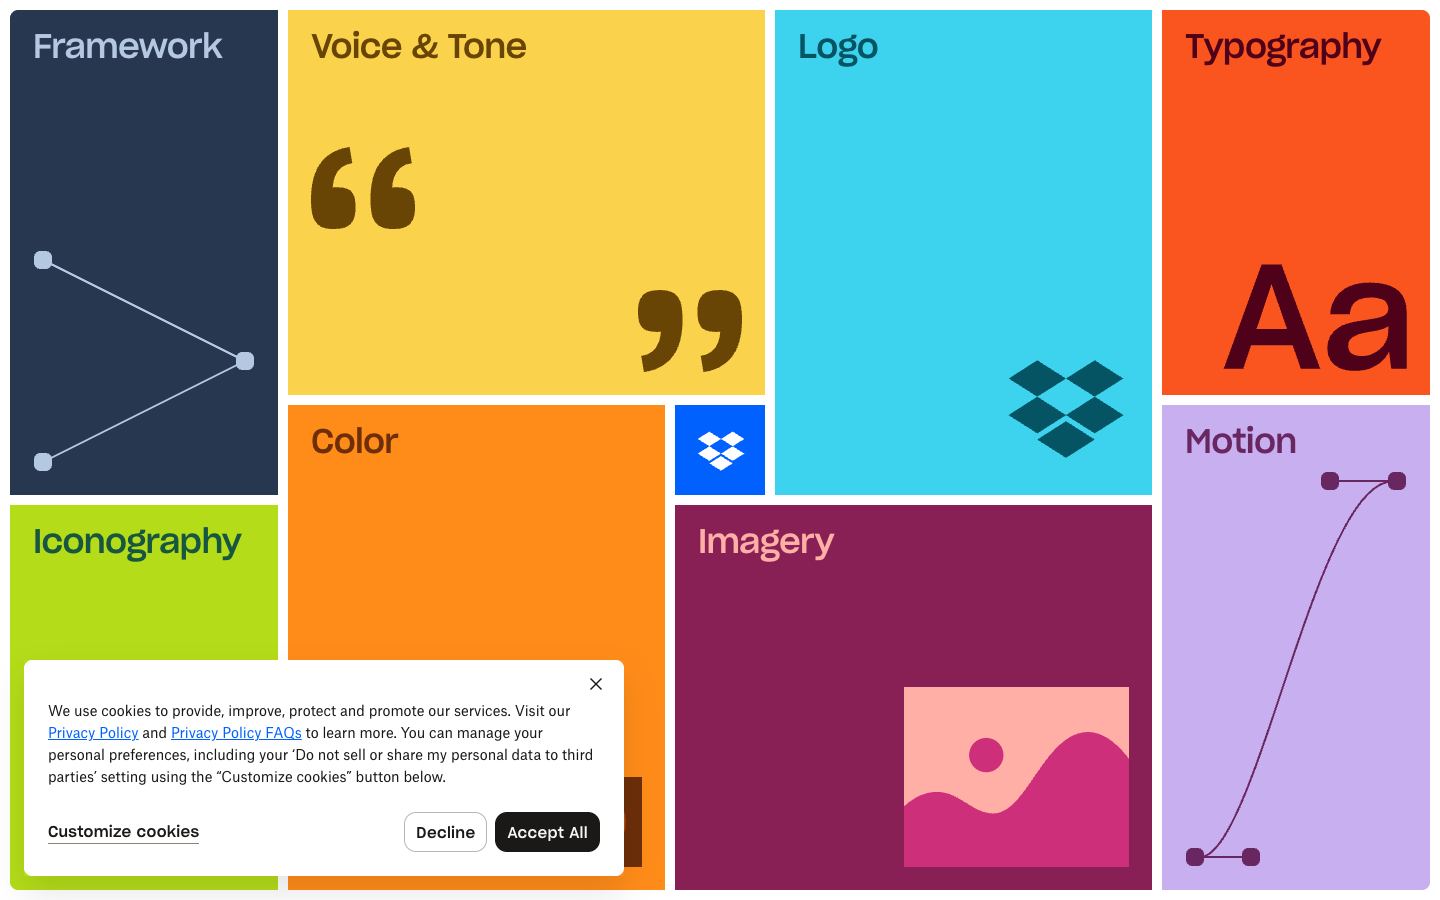 Framework
Voice & Tone
“
”
Logo
Typography
Aa
Color
Motion
Iconography
Imagery
We use cookies to provide, improve, protect and promote our services. Visit our
Privacy Policy and Privacy Policy FAQs to learn more. You can manage your
personal preferences, including your ‘Do not sell or share my personal data to third
parties’ setting using the “Customize cookies” button below.
Customize cookies
Decline
Accept All